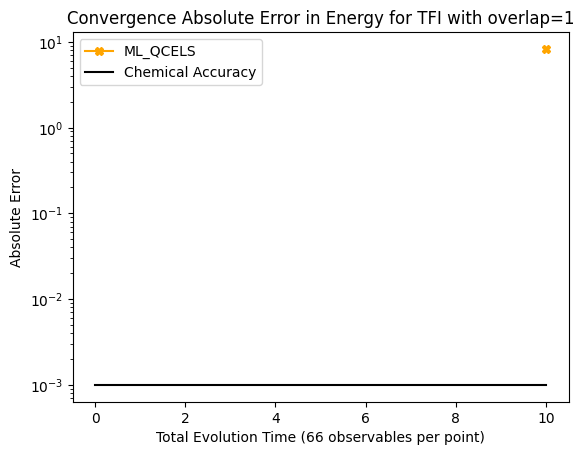 Convergence Absolute Error in Energy for TFI with overlap=1
ML_QCELS
Chemical Accuracy
Absolute Error
10¹
10⁰
10⁻¹
10⁻²
10⁻³
0 2 4 6 8 10
Total Evolution Time (66 observables per point)